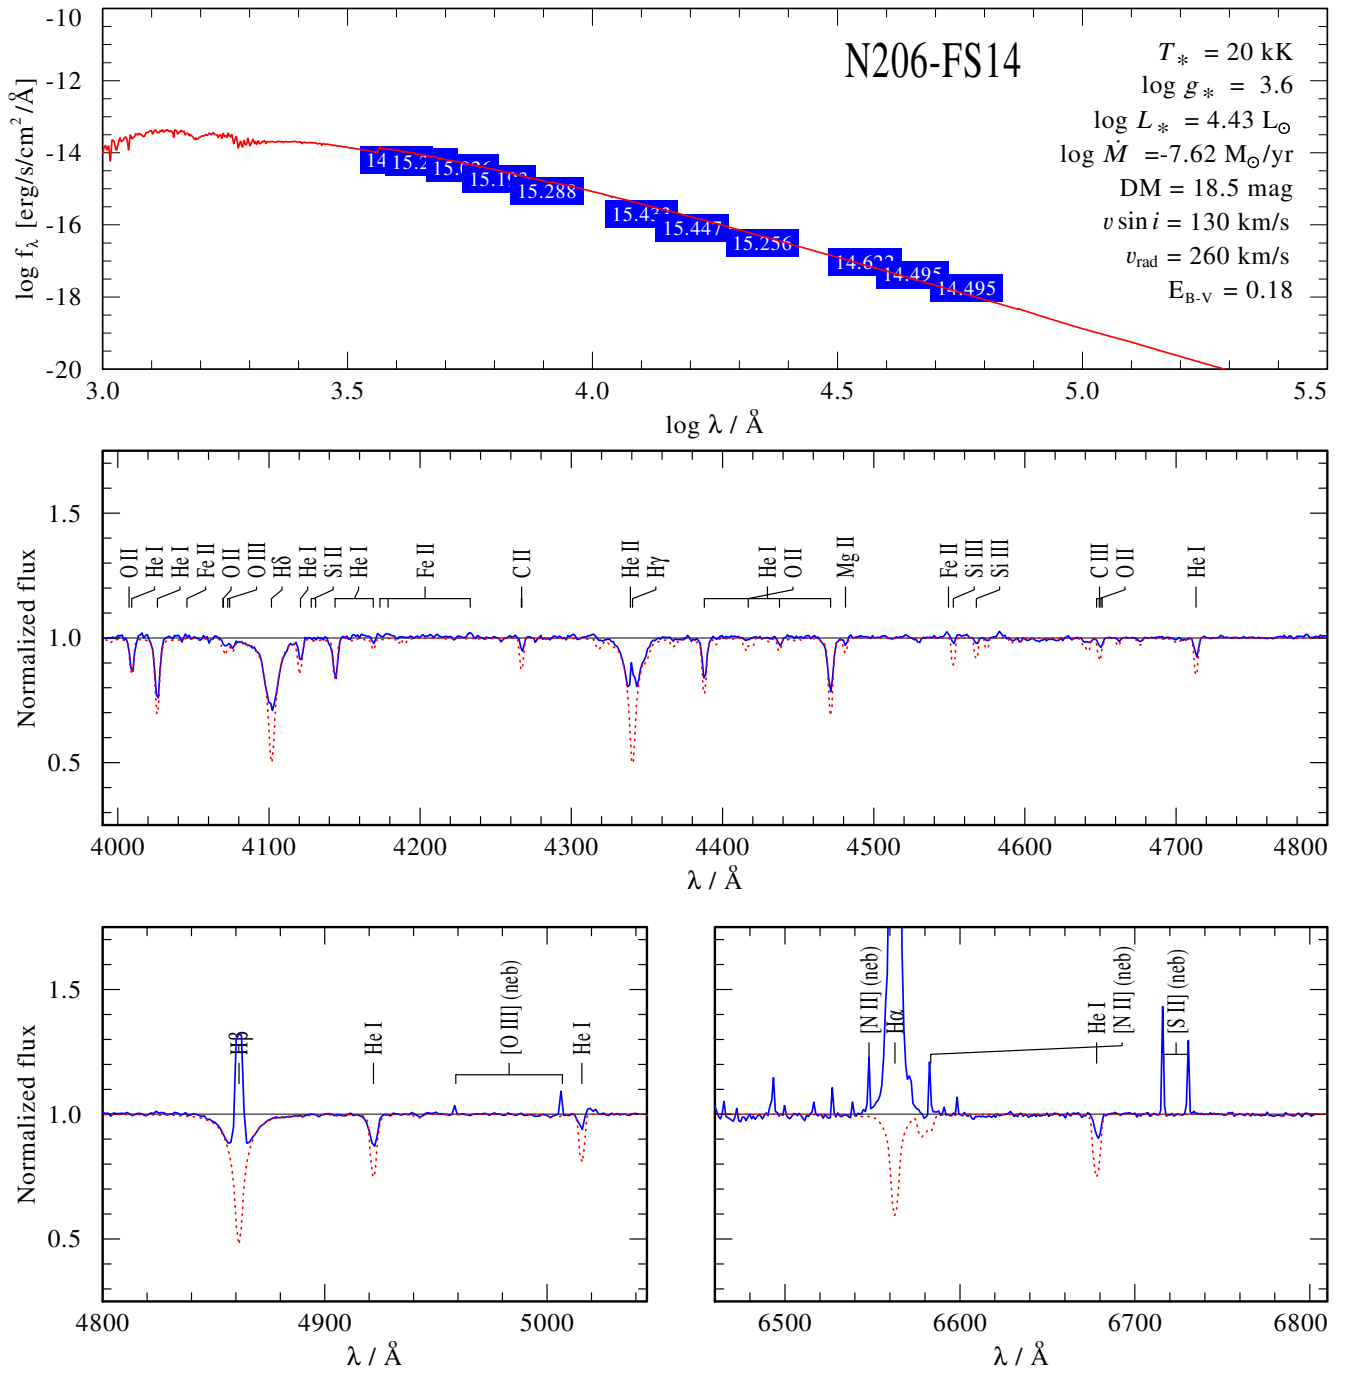 N206-FS14
T* = 20 kK
log g* = 3.6
log L* = 4.43 L⊙
log Ṁ =-7.62 M⊙/yr
DM = 18.5 mag
v sin i = 130 km/s
vrad = 260 km/s
EB-V = 0.18
log fλ [erg/s/cm²/Å]
-10
-12
-14
-16
-18
-20
15.288
15.447
15.256
14.622
14.495
14.495
3.0 3.5 4.0 4.5 5.0 5.5
log λ / Å
Normalized flux
1.5
1.0
0.5
O II He I He I Fe II O II O III Hδ He I Si II He I Fe II C II He II Hγ He I O II Mg II Fe II Si III Si III C III O II He I
4000 4100 4200 4300 4400 4500 4600 4700 4800
λ / Å
Normalized flux
1.5
1.0
0.5
Hβ He I [O III] (neb) He I
4800 4900 5000
λ / Å
[N II] (neb) Hα He I [N II] (neb) [S II] (neb)
6500 6600 6700 6800
λ / Å